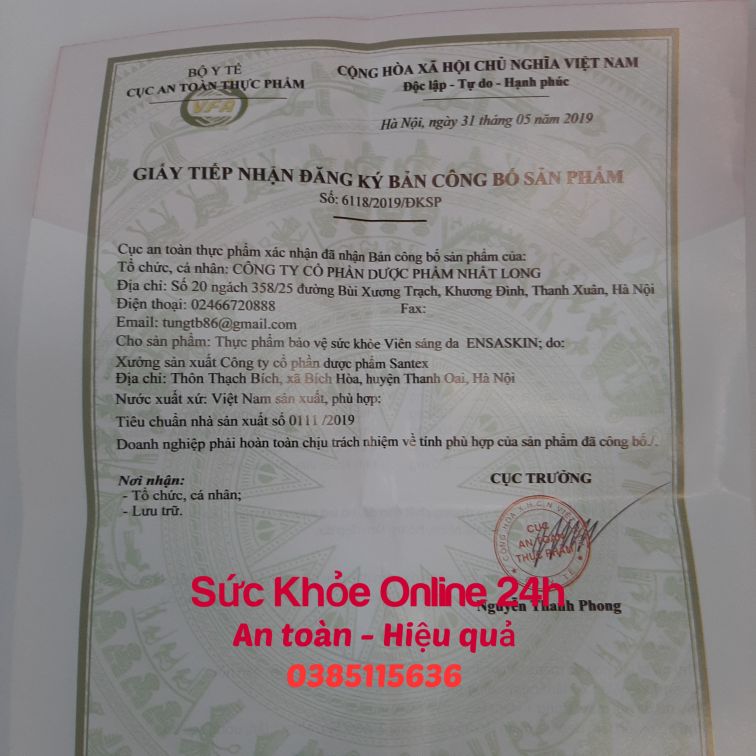 BỘ Y TẾ
CỤC AN TOÀN THỰC PHẨM
VFA
CỘNG HÒA XÃ HỘI CHỦ NGHĨA VIỆT NAM
Độc lập - Tự do - Hạnh phúc
Hà Nội, ngày 31 tháng 05 năm 2019
GIẤY TIẾP NHẬN ĐĂNG KÝ BẢN CÔNG BỐ SẢN PHẨM
Số: 6118/2019/ĐKSP
Cục an toàn thực phẩm xác nhận đã nhận Bản công bố sản phẩm của:
Tổ chức, cá nhân: CÔNG TY CỔ PHẦN DƯỢC PHẨM NHẤT LONG
Địa chỉ: Số 20 ngách 358/25 đường Bùi Xương Trạch, Khương Đình, Thanh Xuân, Hà Nội
Điện thoại: 02466720888 Fax:
Email: tungtb86@gmail.com
Cho sản phẩm: Thực phẩm bảo vệ sức khỏe Viên sáng da ENSASKIN; do:
Xưởng sản xuất Công ty cổ phần dược phẩm Santex
Địa chỉ: Thôn Thạch Bích, xã Bích Hòa, huyện Thanh Oai, Hà Nội
Nước xuất xứ: Việt Nam sản xuất, phù hợp:
Tiêu chuẩn nhà sản xuất số 0111 /2019
Doanh nghiệp phải hoàn toàn chịu trách nhiệm về tính phù hợp của sản phẩm đã công bố./.
Nơi nhận:
- Tổ chức, cá nhân;
- Lưu trữ.
CỤC TRƯỞNG
CỤC
AN TOÀN
THỰC PHẨM
Nguyễn Thanh Phong
Sức Khỏe Online 24h
An toàn - Hiệu quả
0385115636